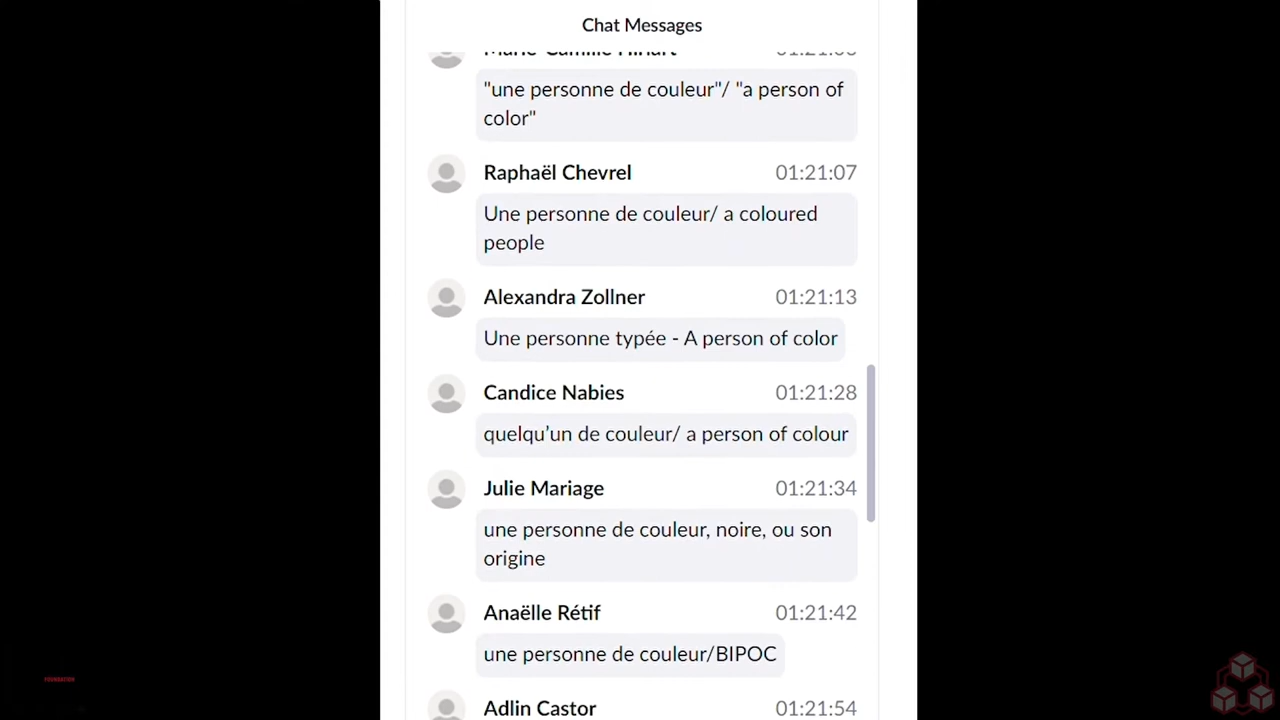 Chat Messages
"une personne de couleur"/ "a person of
color"
Raphaël Chevrel 01:21:07
Une personne de couleur/ a coloured
people
Alexandra Zollner 01:21:13
Une personne typée - A person of color
Candice Nabies 01:21:28
quelqu'un de couleur/ a person of colour
Julie Mariage 01:21:34
une personne de couleur, noire, ou son
origine
Anaëlle Rétif 01:21:42
une personne de couleur/BIPOC
Adlin Castor 01:21:54